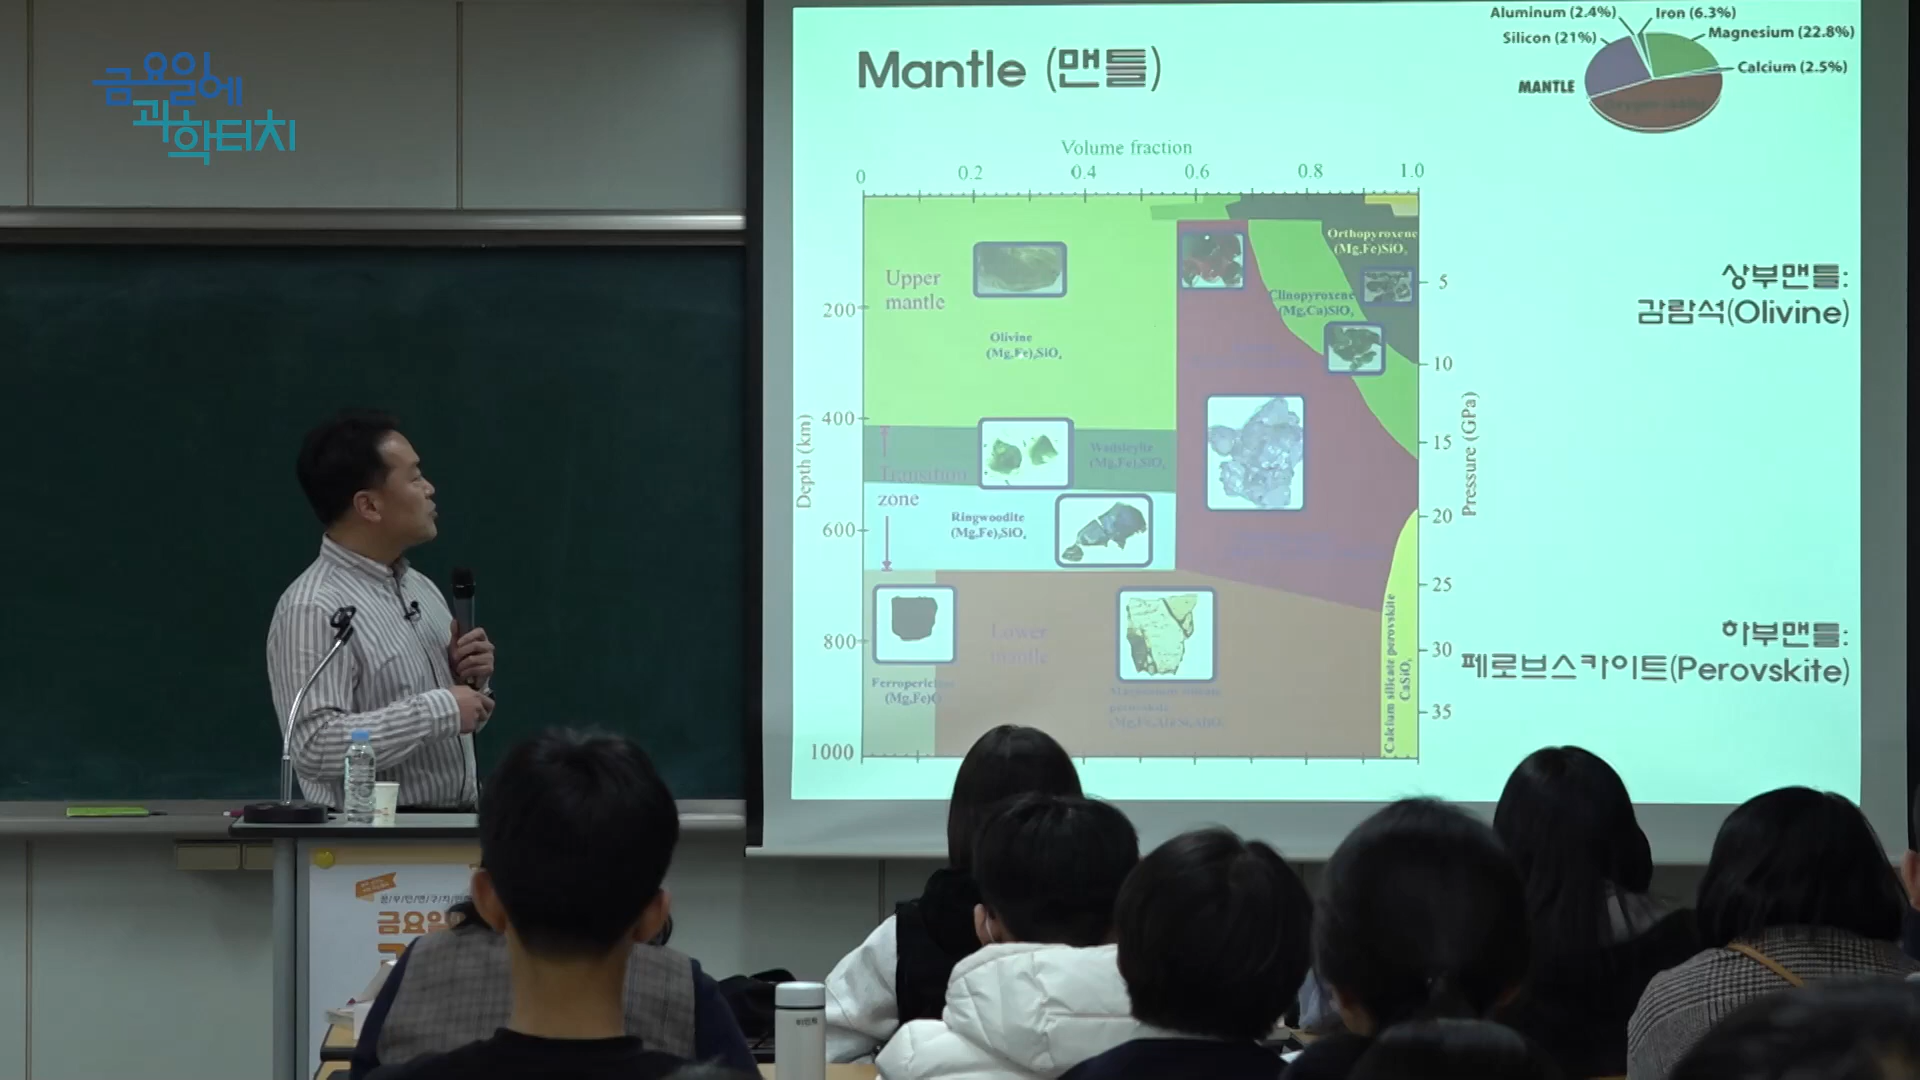 금요일에
과학터치
Mantle (맨틀)
Aluminum (2.4%)
Iron (6.3%)
Silicon (21%)
Magnesium (22.8%)
Calcium (2.5%)
MANTLE
Volume fraction
0 0.2 0.4 0.6 0.8 1.0
Depth (km)
200
400
600
800
1000
Pressure (GPa)
5
10
15
20
25
30
35
Upper
mantle
Olivine
(Mg,Fe)₂SiO₄
Orthopyroxene
(Mg,Fe)SiO₃
Clinopyroxene
(Mg,Ca)SiO₃
Transition
zone
Wadsleyite
(Mg,Fe)₂SiO₄
Ringwoodite
(Mg,Fe)₂SiO₄
Lower
mantle
Ferropericlase
(Mg,Fe)O
Calcium silicate perovskite
CaSiO₃
상부맨틀:
감람석(Olivine)
하부맨틀:
페로브스카이트(Perovskite)
금요일